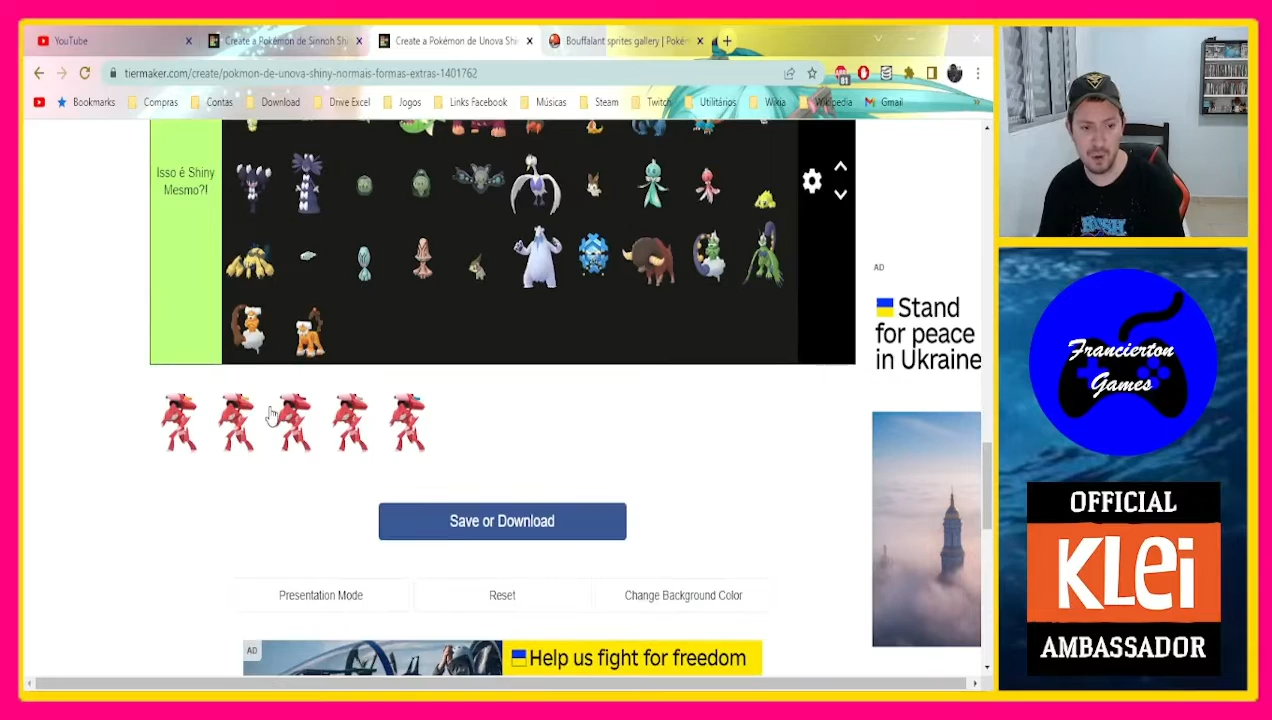 YouTube
Create a Pokémon de Sinnoh Shi
Create a Pokémon de Unova Shi
Bouffalant sprites gallery | Pokér
tiermaker.com/create/pokmon-de-unova-shiny-normais-formas-extras-1401762
Bookmarks
Compras
Contas
Download
Drive Excel
Jogos
Links Facebook
Músicas
Steam
Twitch
Utilitários
Wikia
Wikipedia
Gmail
Isso é Shiny
Mesmo?!
AD
Stand
for peace
in Ukraine
Save or Download
Presentation Mode
Reset
Change Background Color
AD
Help us fight for freedom
Francierton
Games
OFFICIAL
KLEi
AMBASSADOR